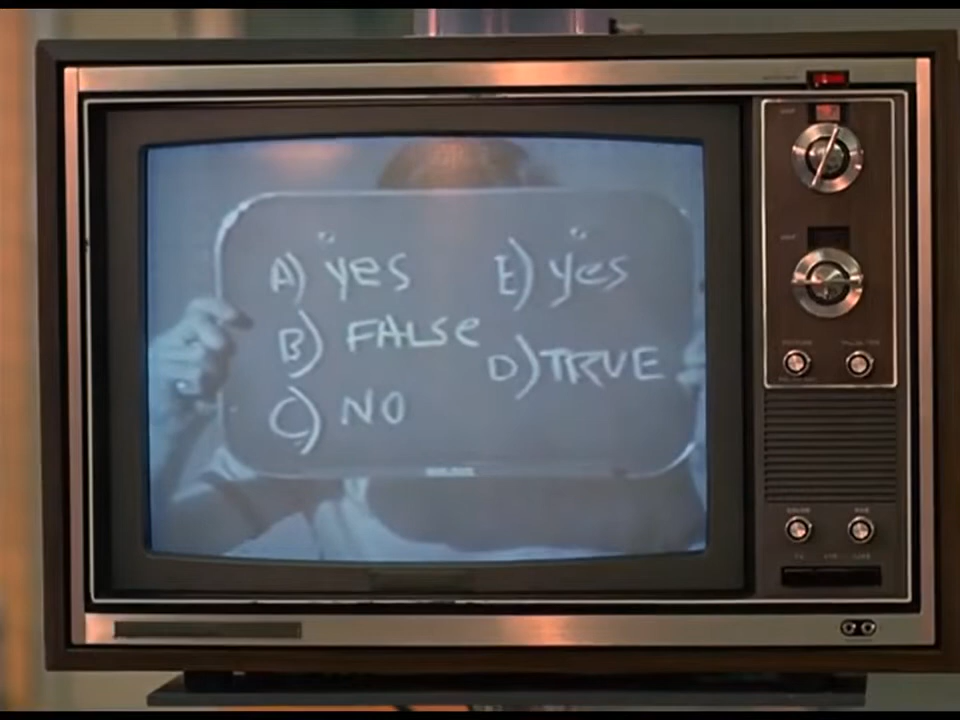 A) yes
B) FALSe
C) NO
E) yes
D) TRUE